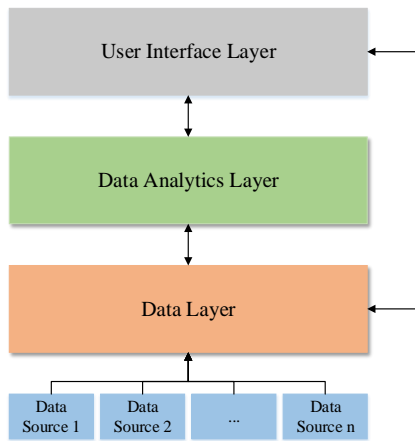 User Interface Layer
Data Analytics Layer
Data Layer
Data
Source 1
Data
Source 2
...
Data
Source n